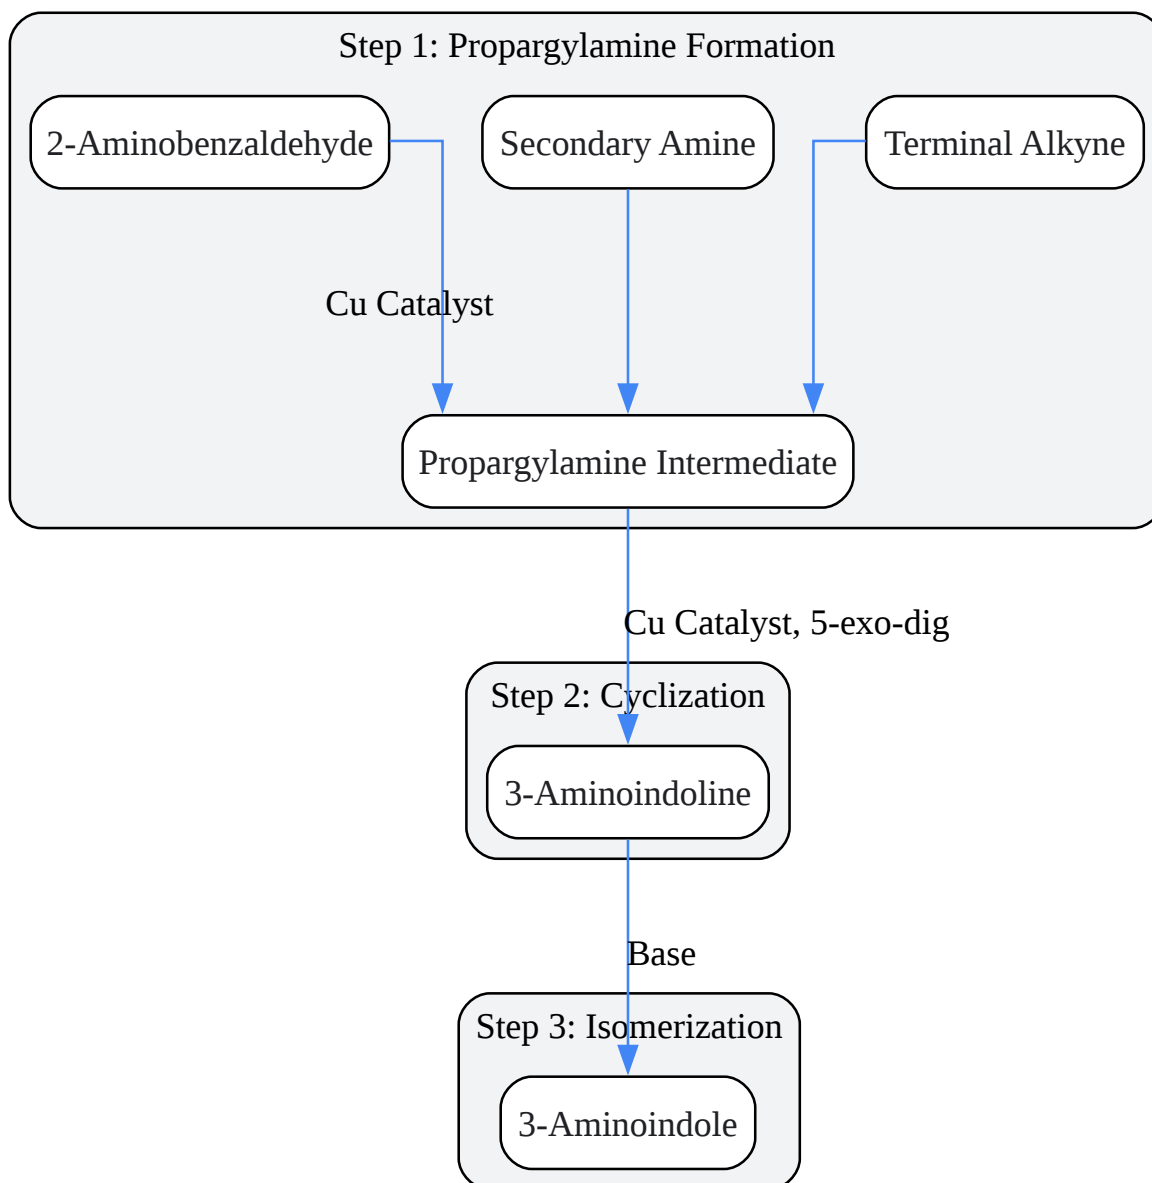 Step 1: Propargylamine Formation
2-Aminobenzaldehyde
Secondary Amine
Terminal Alkyne
Cu Catalyst
Propargylamine Intermediate
Cu Catalyst, 5-exo-dig
Step 2: Cyclization
3-Aminoindoline
Base
Step 3: Isomerization
3-Aminoindole